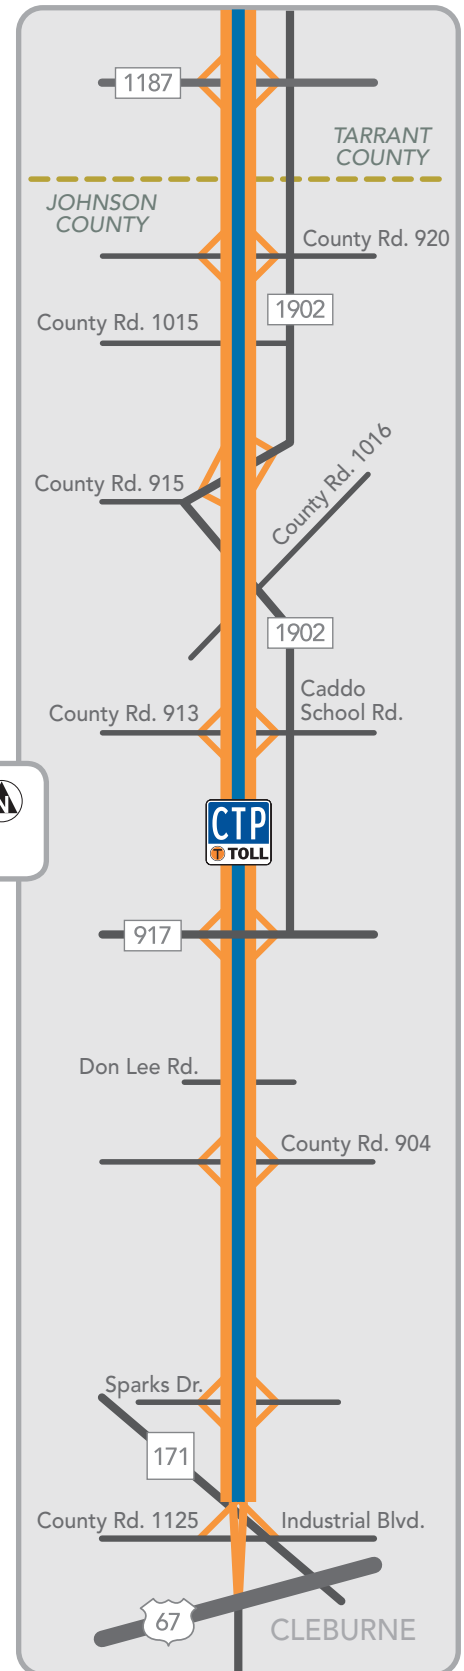 1187
TARRANT
COUNTY
JOHNSON
COUNTY
County Rd. 920
1902
County Rd. 1015
County Rd. 1016
County Rd. 915
1902
Caddo
School Rd.
County Rd. 913
N
CTP
T TOLL
917
Don Lee Rd.
County Rd. 904
Sparks Dr.
171
County Rd. 1125
Industrial Blvd.
67
CLEBURNE